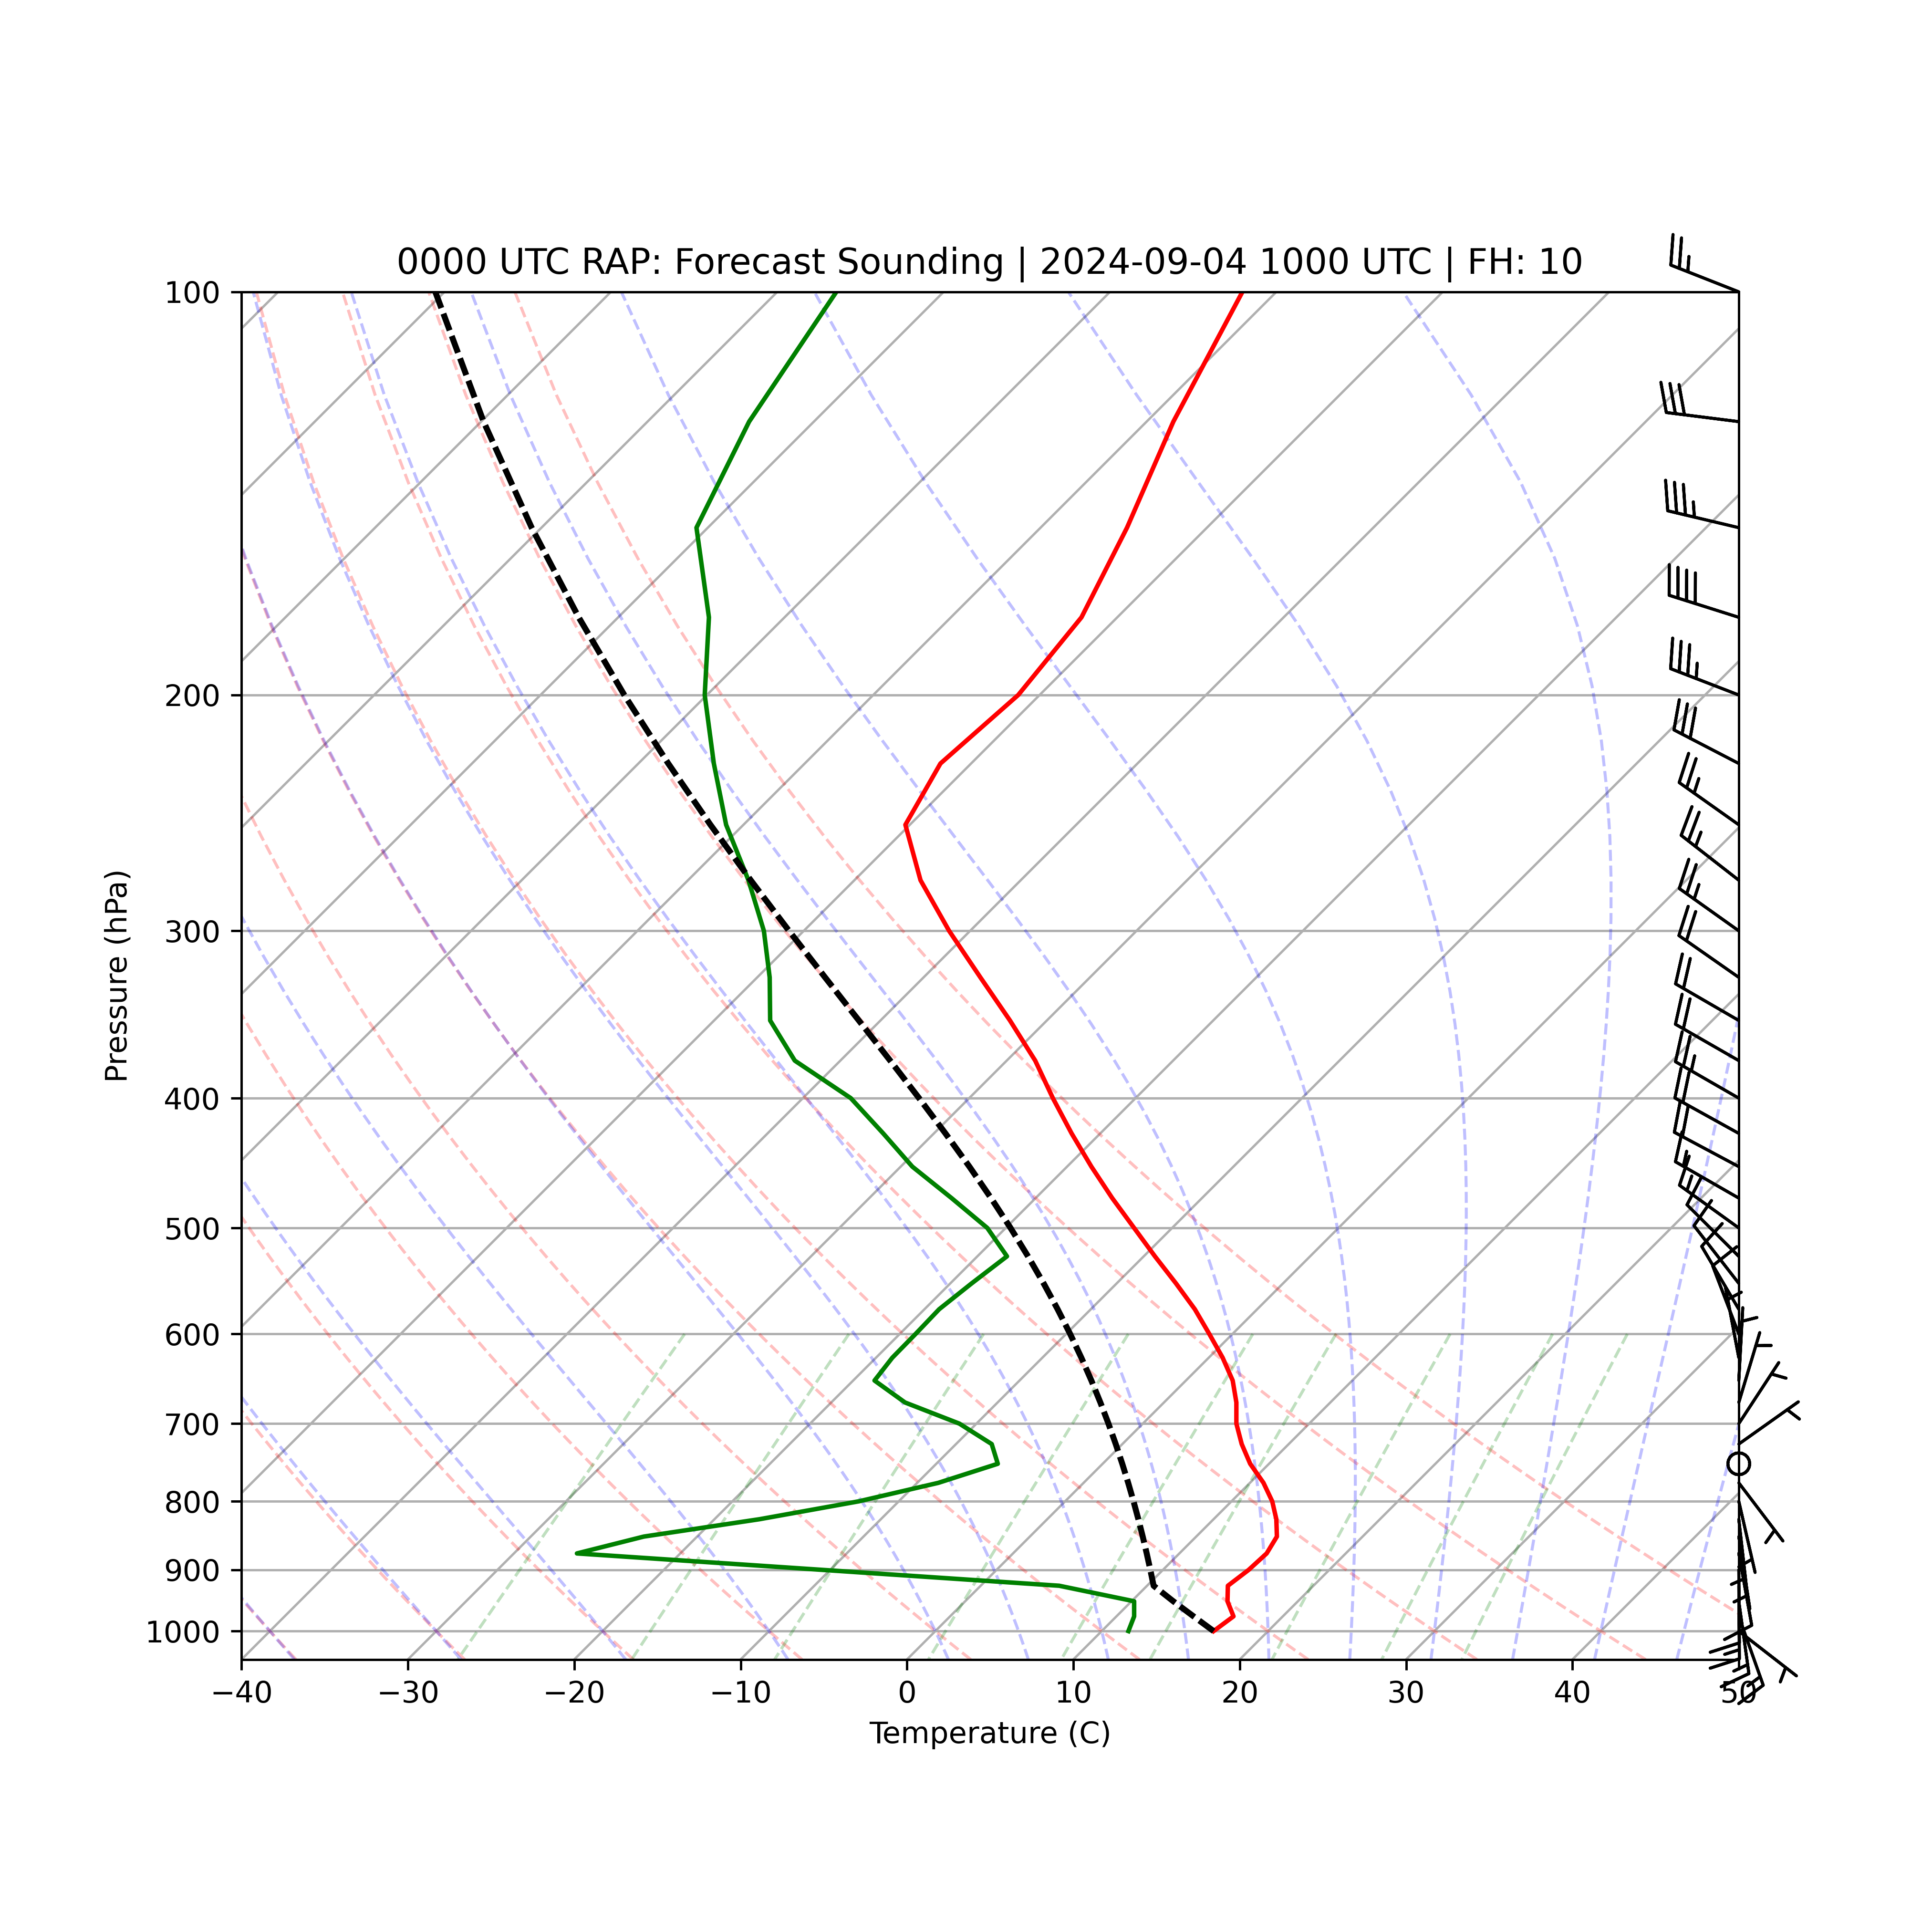 0000 UTC RAP: Forecast Sounding | 2024-09-04 1000 UTC | FH: 10
100
200
300
400
500
600
700
800
900
1000
Pressure (hPa)
−40 −30 −20 −10 0 10 20 30 40 50
Temperature (C)